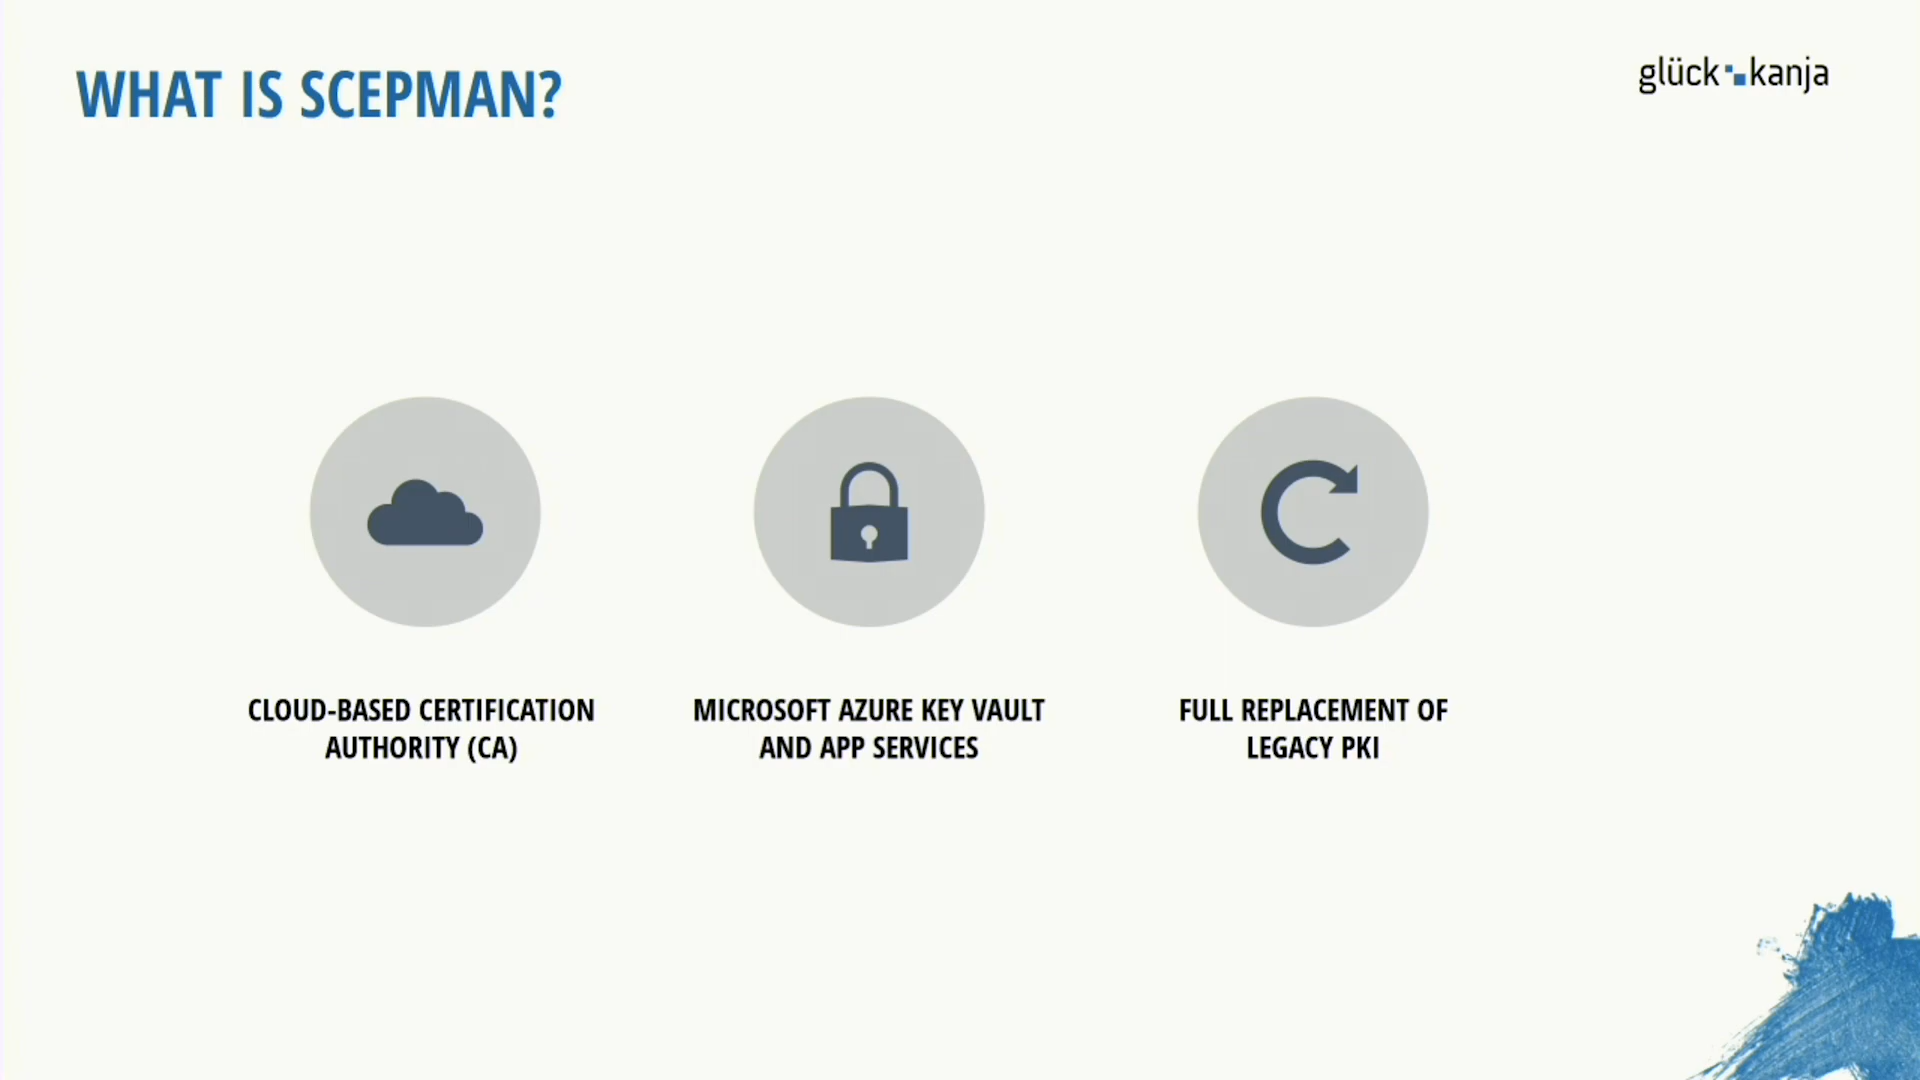 WHAT IS SCEPMAN?
glück kanja
CLOUD-BASED CERTIFICATION
AUTHORITY (CA)
MICROSOFT AZURE KEY VAULT
AND APP SERVICES
FULL REPLACEMENT OF
LEGACY PKI